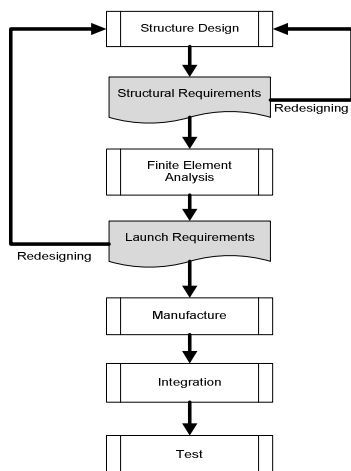 Structure Design
Structural Requirements
Redesigning
Finite Element
Analysis
Launch Requirements
Redesigning
Manufacture
Integration
Test